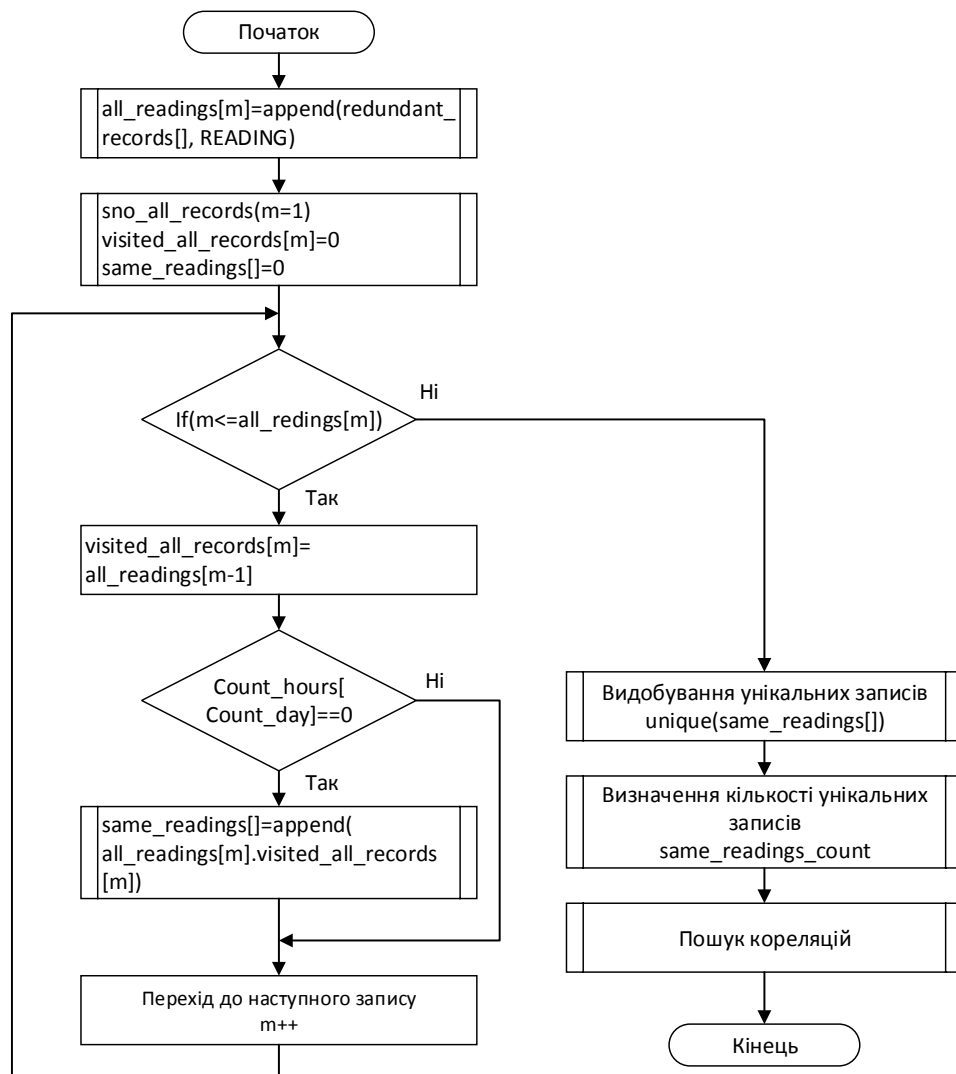 Початок
all_readings[m]=append(redundant_
records[], READING)
sno_all_records(m=1)
visited_all_records[m]=0
same_readings[]=0
If(m<=all_redings[m])
Ні
Так
visited_all_records[m]=
all_readings[m-1]
Count_hours[
Count_day]==0
Ні
Так
same_readings[]=append(
all_readings[m].visited_all_records
[m])
Перехід до наступного запису
m++
Видобування унікальних записів
unique(same_readings[])
Визначення кількості унікальних
записів
same_readings_count
Пошук кореляцій
Кінець